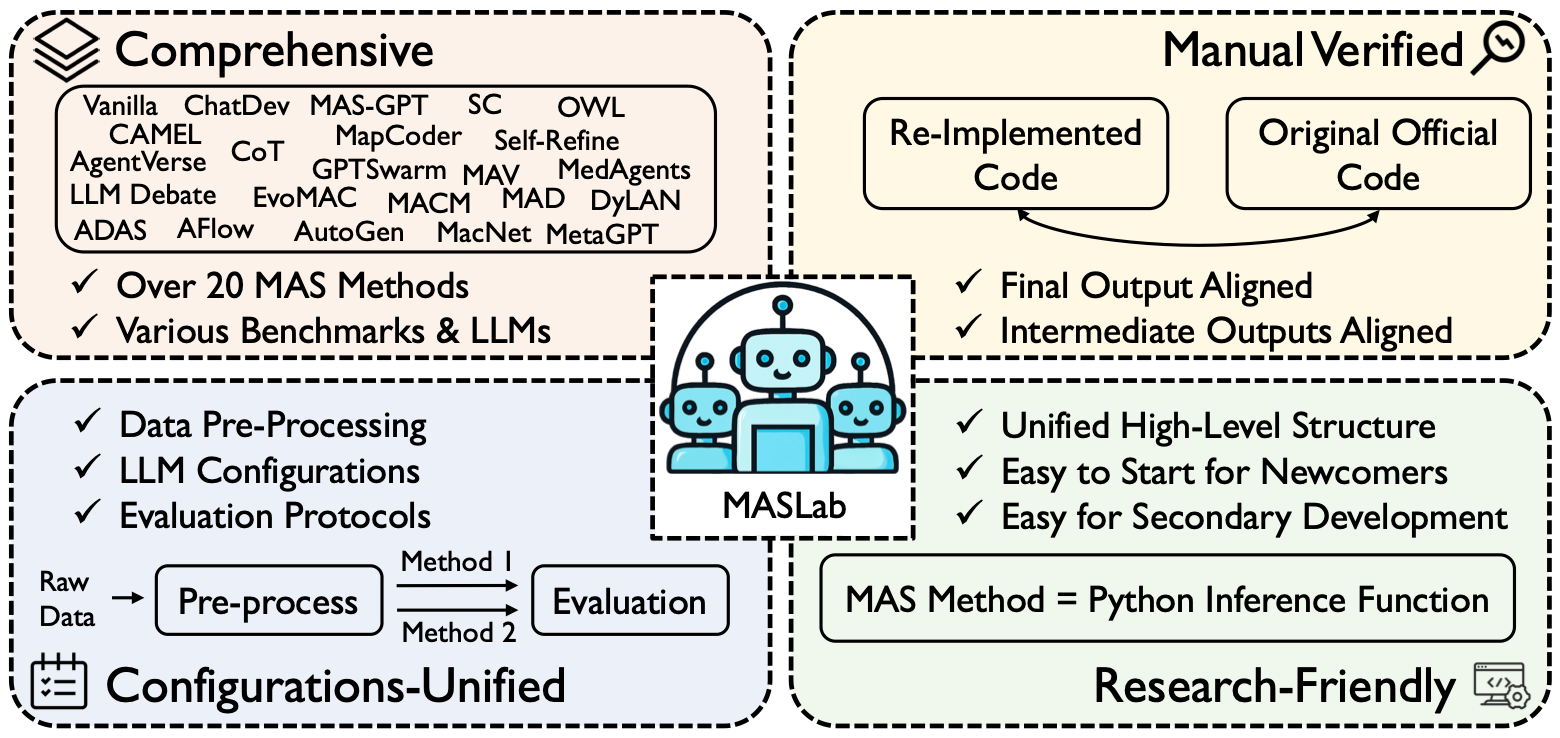 Comprehensive
Vanilla ChatDev MAS-GPT SC OWL
CAMEL MapCoder Self-Refine
AgentVerse CoT GPTSwarm MAV MedAgents
LLM Debate EvoMAC MACM MAD DyLAN
ADAS AFlow AutoGen MacNet MetaGPT
✓ Over 20 MAS Methods
✓ Various Benchmarks & LLMs
Manual Verified
Re-Implemented
Code
Original Official
Code
✓ Final Output Aligned
✓ Intermediate Outputs Aligned
MASLab
✓ Data Pre-Processing
✓ LLM Configurations
✓ Evaluation Protocols
Raw
Data
Pre-process
Method 1
Method 2
Evaluation
Configurations-Unified
✓ Unified High-Level Structure
✓ Easy to Start for Newcomers
✓ Easy for Secondary Development
MAS Method = Python Inference Function
Research-Friendly